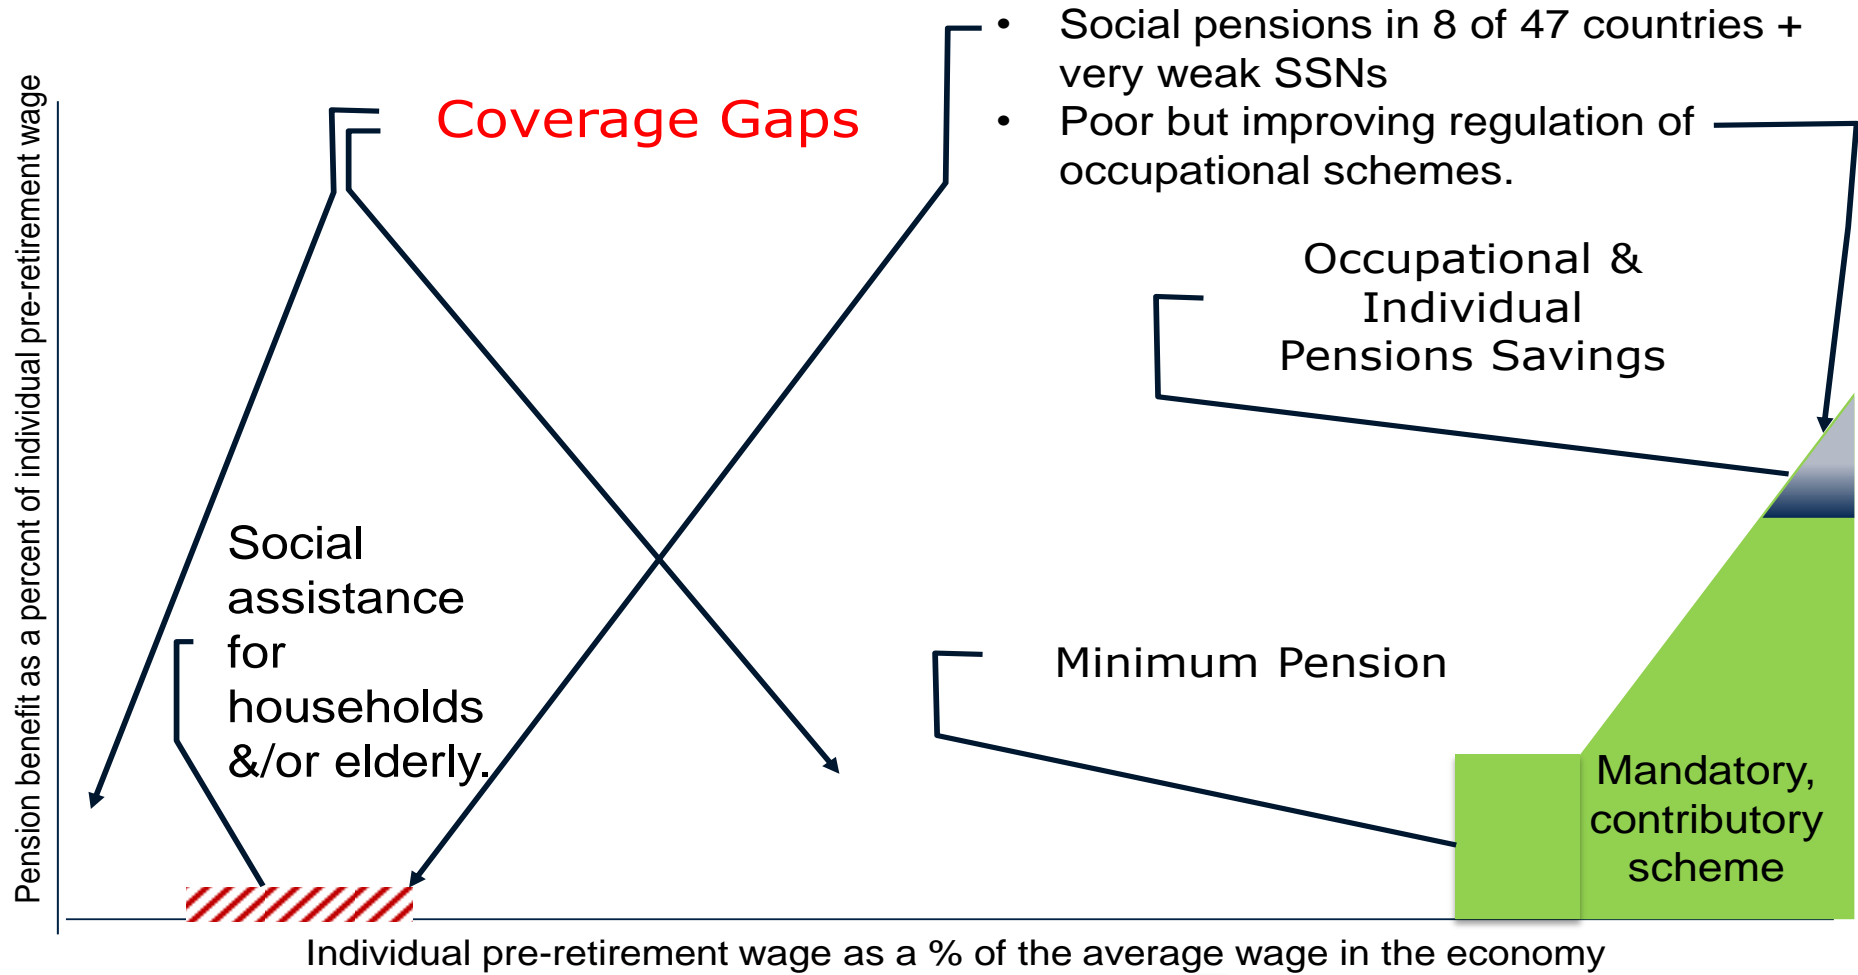 • Social pensions in 8 of 47 countries +
very weak SSNs
• Poor but improving regulation of
occupational schemes.
Coverage Gaps
Pension benefit as a percent of individual pre-retirement wage
Occupational &
Individual
Pensions Savings
Social
assistance
for
households
&/or elderly.
Minimum Pension
Mandatory,
contributory
scheme
Individual pre-retirement wage as a % of the average wage in the economy